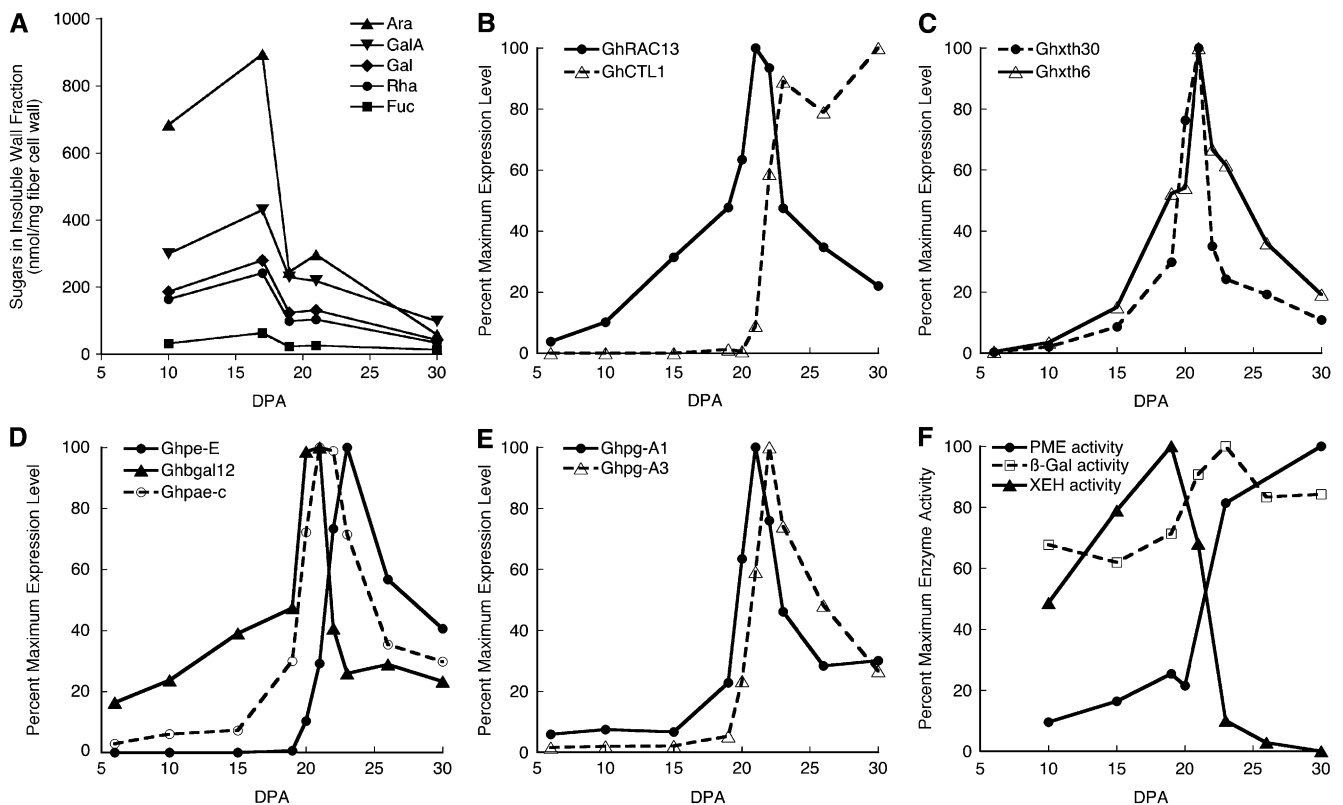 A
Sugars in Insoluble Wall Fraction
(nmol/mg fiber cell wall)
1000
800
600
400
200
0
5
10
15
20
25
30
DPA
Ara
GalA
Gal
Rha
Fuc
B
Percent Maximum Expression Level
100
80
60
40
20
0
5
10
15
20
25
30
DPA
GhRAC13
GhCTL1
C
Percent Maximum Expression Level
100
80
60
40
20
0
5
10
15
20
25
30
DPA
Ghxth30
Ghxth6
D
Percent Maximum Expression Level
100
80
60
40
20
0
5
10
15
20
25
30
DPA
Ghpe-E
Ghbgal12
Ghpae-c
E
Percent Maximum Expression Level
100
80
60
40
20
0
5
10
15
20
25
30
DPA
Ghpg-A1
Ghpg-A3
F
Percent Maximum Enzyme Activity
100
80
60
40
20
0
5
10
15
20
25
30
DPA
PME activity
ß-Gal activity
XEH activity